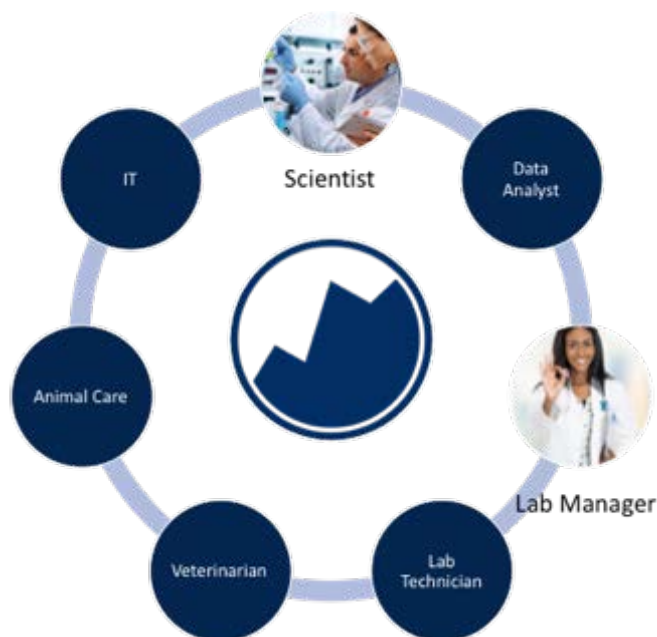 Scientist
IT
Data
Analyst
Animal Care
Lab Manager
Veterinarian
Lab
Technician